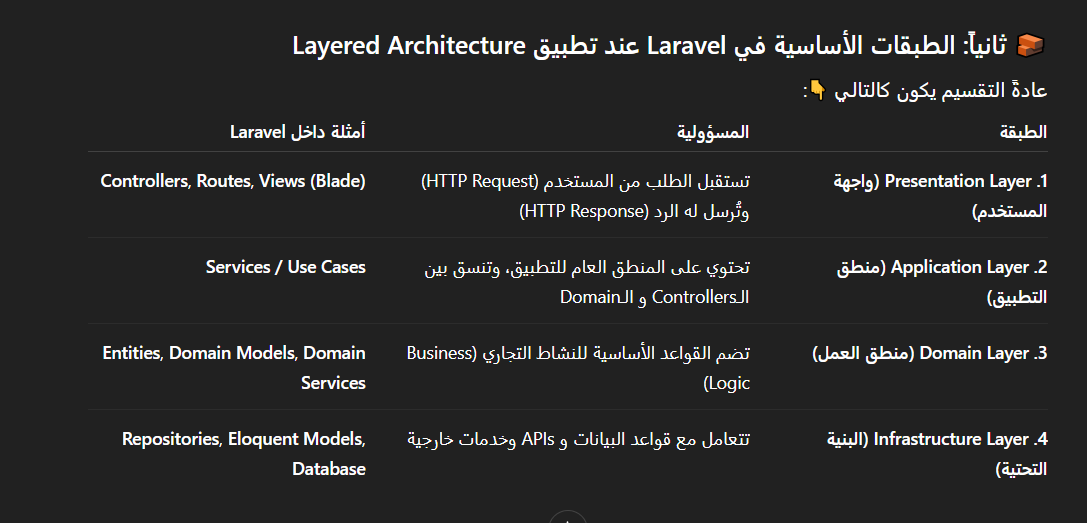 🧱 ثانياً: الطبقات الأساسية في Laravel عند تطبيق Layered Architecture
عادةً التقسيم يكون كالتالي 👇:
الطبقة
المسؤولية
أمثلة داخل Laravel
1. Presentation Layer (واجهة
المستخدم)
تستقبل الطلب من المستخدم (HTTP Request)
وتُرسل له الرد (HTTP Response)
Controllers, Routes, Views (Blade)
2. Application Layer (منطق
التطبيق)
تحتوي على المنطق العام للتطبيق، وتنسق بين
الـControllers و الـDomain
Services / Use Cases
3. Domain Layer (منطق العمل)
تضم القواعد الأساسية للنشاط التجاري (Business
Logic)
Entities, Domain Models, Domain
Services
4. Infrastructure Layer (البنية
التحتية)
تتعامل مع قواعد البيانات و APIs وخدمات خارجية
Repositories, Eloquent Models,
Database